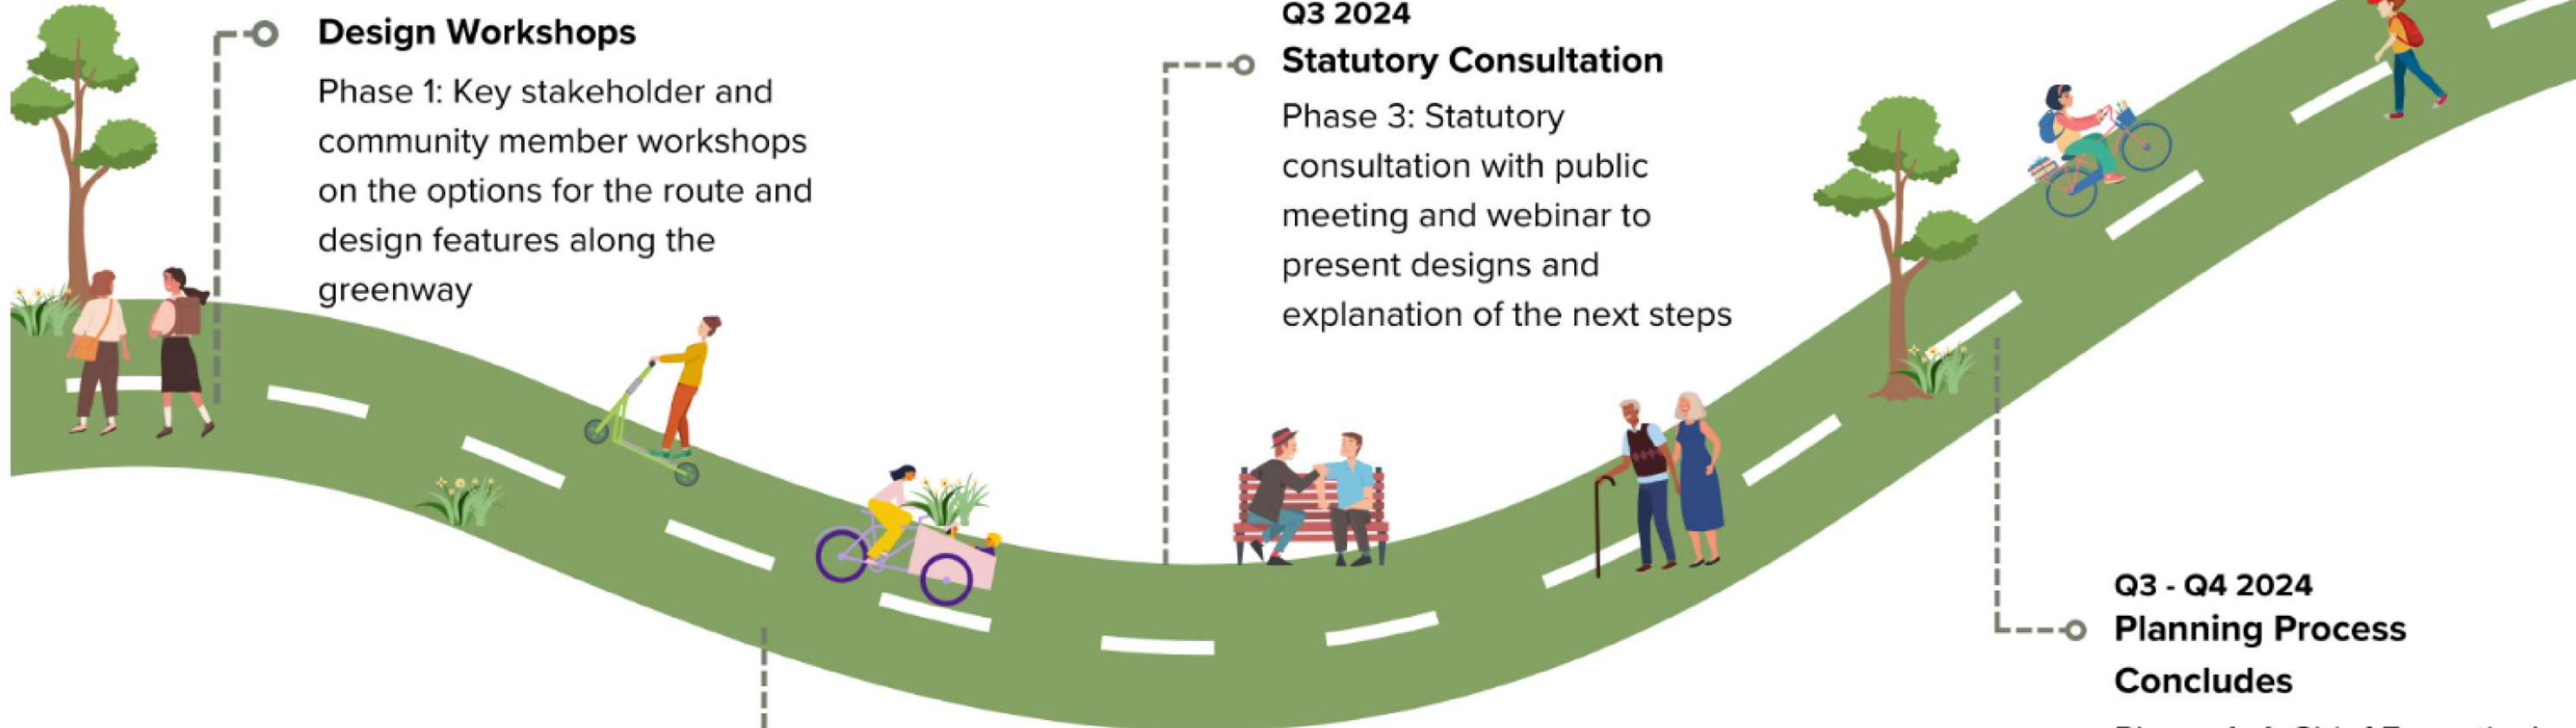 Design Workshops
Phase 1: Key stakeholder and
community member workshops
on the options for the route and
design features along the
greenway
Q3 2024
Statutory Consultation
Phase 3: Statutory
consultation with public
meeting and webinar to
present designs and
explanation of the next steps
Q3 - Q4 2024
Planning Process
Concludes